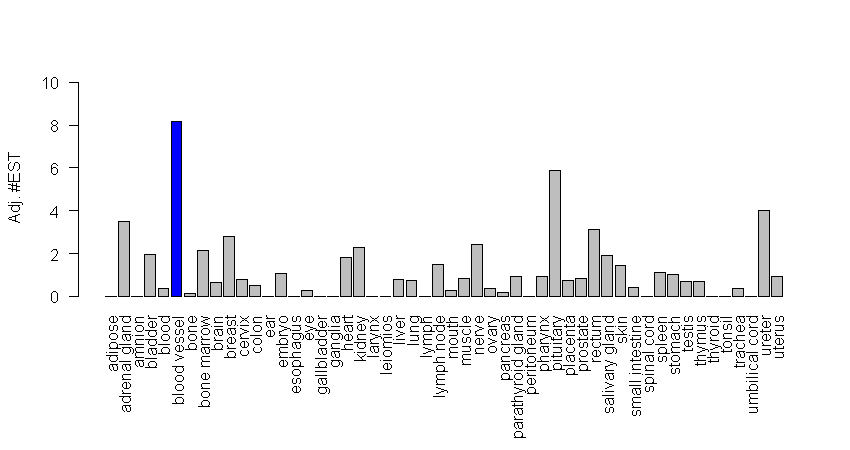 10
8
6
4
2
0
Adj. #EST
adipose
adrenal gland
amnion
bladder
blood
blood vessel
bone
bone marrow
brain
breast
cervix
colon
ear
embryo
esophagus
eye
gallbladder
ganglia
heart
kidney
larynx
leiomios
liver
lung
lymph
lymph node
mouth
muscle
nerve
ovary
pancreas
parathyroid gland
peritoneum
pharynx
pituitary
placenta
prostate
rectum
salivary gland
skin
small intestine
spinal cord
spleen
stomach
testis
thymus
thyroid
tonsil
trachea
umbilical cord
ureter
uterus